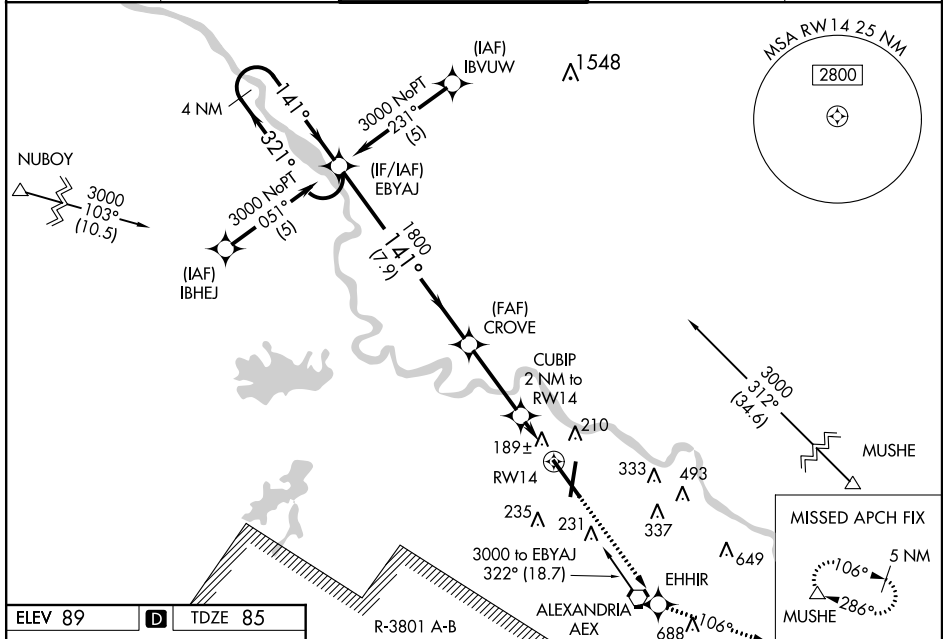 MSA RW14 25 NM
2800
(IAF)
IBVUW
1548
3000 NoPT
231°
(5)
4 NM
141°
321°
NUBOY
3000
103°
(10.5)
(IF/IAF)
EBYAJ
3000 NoPT
051°
(5)
(IAF)
IBHEJ
1800
141°
(7.9)
(FAF)
CROVE
CUBIP
2 NM to
RW14
3000
312°
(34.6)
MUSHE
189±
210
RW14
333
493
337
235
231
649
3000 to EBYAJ
322° (18.7)
EHHIR
ALEXANDRIA
AEX
688
106°
R-3801 A-B
MISSED APCH FIX
5 NM
106°
286°
MUSHE
ELEV 89 D TDZE 85